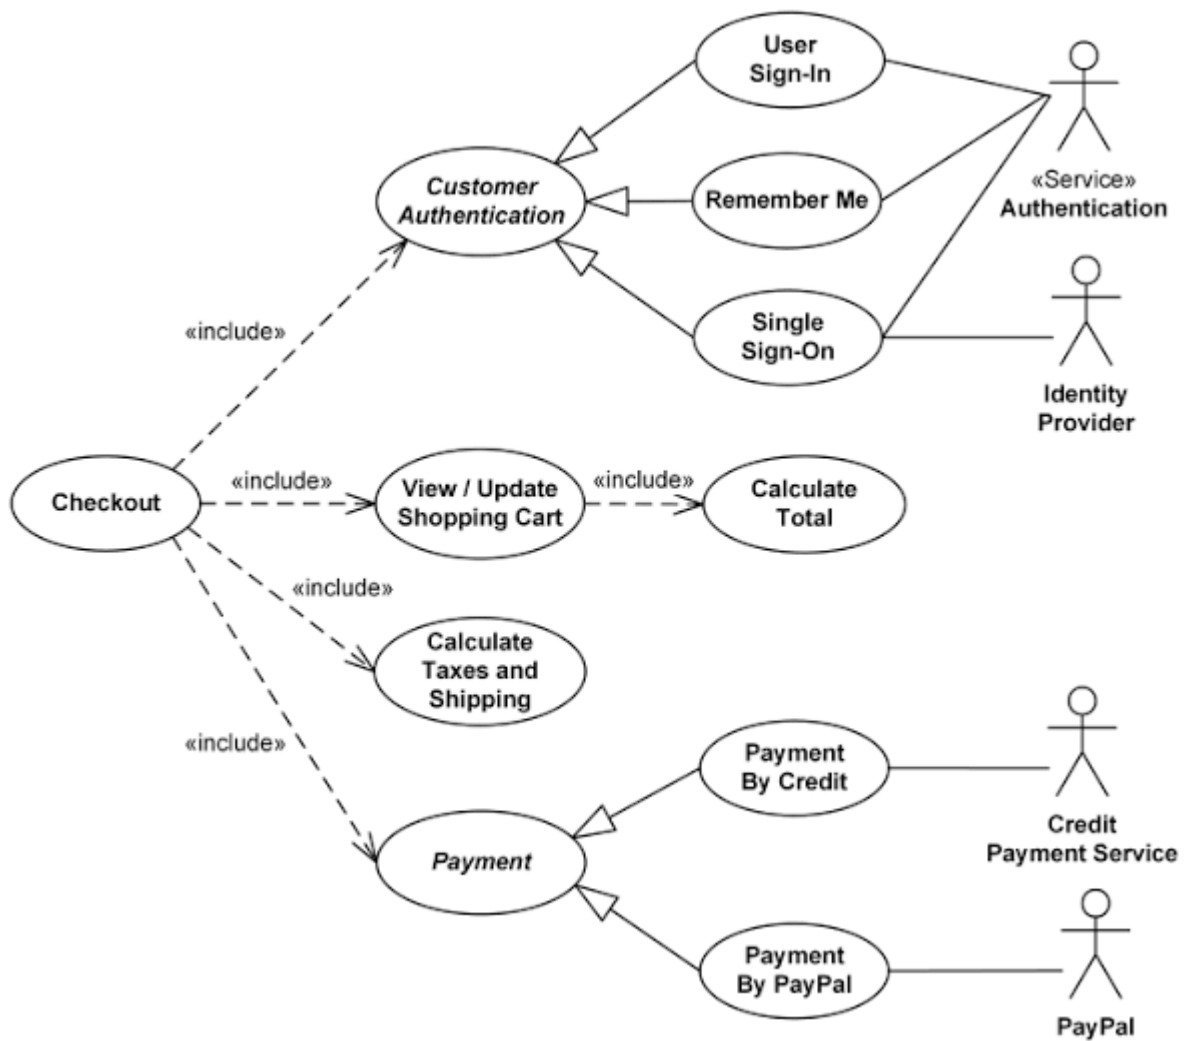 User
Sign-In
«Service»
Authentication
Customer
Authentication
Remember Me
Single
Sign-On
Identity
Provider
«include»
Checkout
«include»
View / Update
Shopping Cart
«include»
Calculate
Total
«include»
Calculate
Taxes and
Shipping
«include»
Payment
Payment
By Credit
Credit
Payment Service
Payment
By PayPal
PayPal